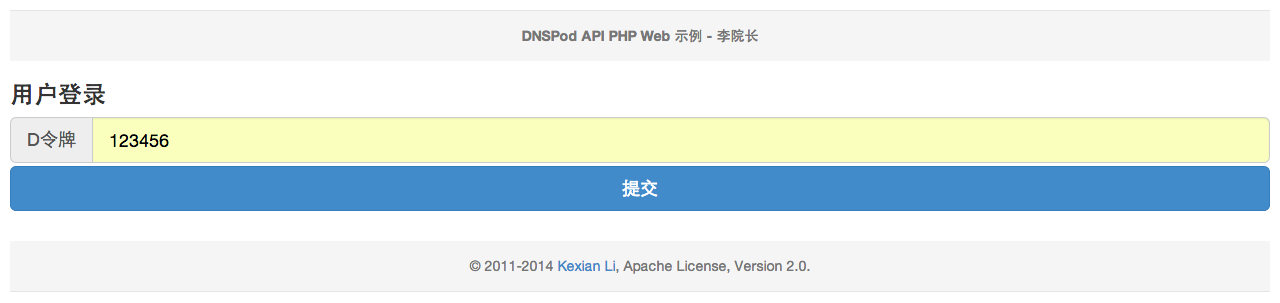 DNSPod API PHP Web 示例 - 李院长
用户登录
D令牌 123456
提交
© 2011-2014 Kexian Li, Apache License, Version 2.0.